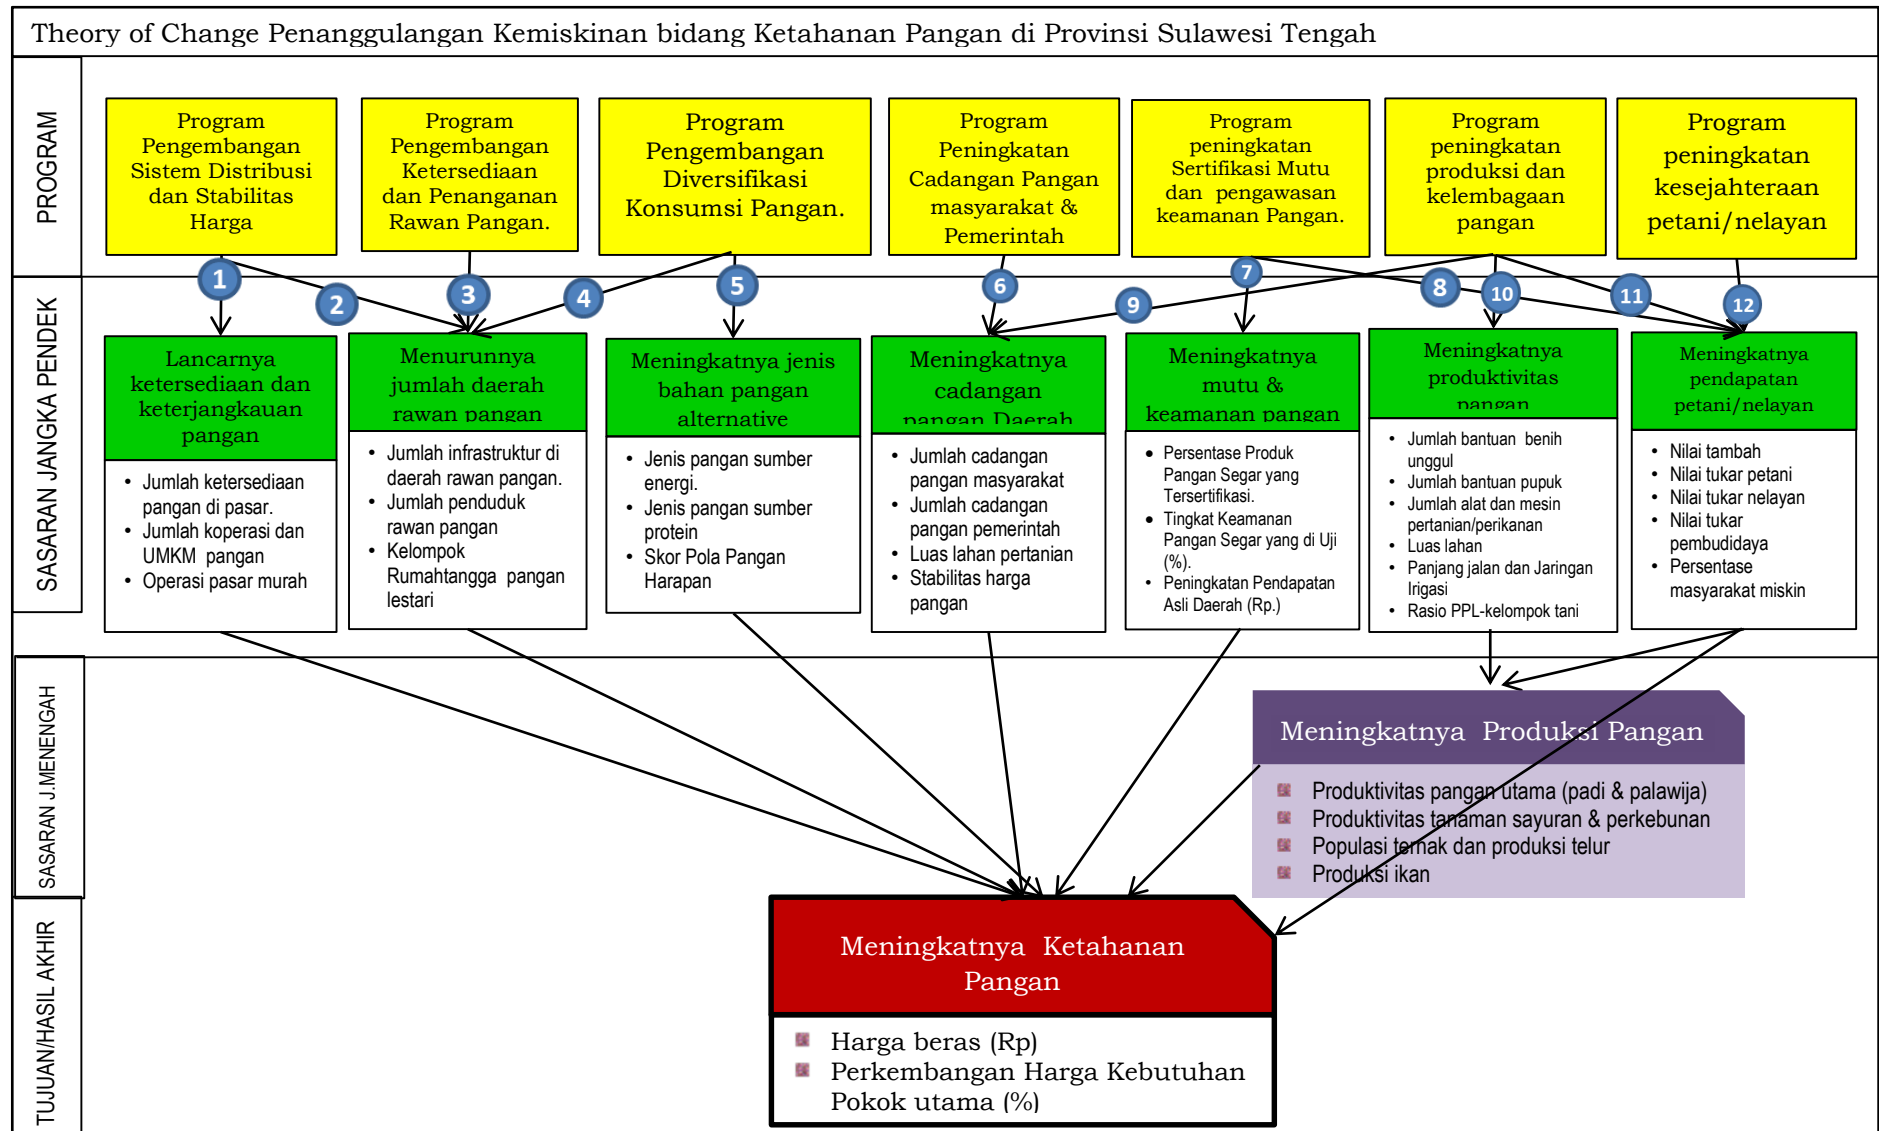 Theory of Change Penanggulangan Kemiskinan bidang Ketahanan Pangan di Provinsi Sulawesi Tengah
PROGRAM
Program
Pengembangan
Sistem Distribusi
dan Stabilitas
Harga
Program
Pengembangan
Ketersediaan
dan Penanganan
Rawan Pangan.
Program
Pengembangan
Diversifikasi
Konsumsi Pangan.
Program
Peningkatan
Cadangan Pangan
masyarakat &
Pemerintah
Program
peningkatan
Sertifikasi Mutu
dan pengawasan
keamanan Pangan.
Program
peningkatan
produksi dan
kelembagaan
pangan
Program
peningkatan
kesejahteraan
petani/nelayan
1
2
3
4
5
6
9
7
8
10
11
12
SASARAN JANGKA PENDEK
Lancarnya
ketersediaan dan
keterjangkauan
pangan
• Jumlah ketersediaan
pangan di pasar.
• Jumlah koperasi dan
UMKM pangan
• Operasi pasar murah
Menurunnya
jumlah daerah
rawan pangan
• Jumlah infrastruktur di
daerah rawan pangan.
• Jumlah penduduk
rawan pangan
• Kelompok
Rumahtangga pangan
lestari
Meningkatnya jenis
bahan pangan
alternative
• Jenis pangan sumber
energi.
• Jenis pangan sumber
protein
• Skor Pola Pangan
Harapan
Meningkatnya
cadangan
pangan Daerah
• Jumlah cadangan
pangan masyarakat
• Jumlah cadangan
pangan pemerintah
• Luas lahan pertanian
• Stabilitas harga
pangan
Meningkatnya
mutu &
keamanan pangan
• Persentase Produk
Pangan Segar yang
Tersertifikasi.
• Tingkat Keamanan
Pangan Segar yang di Uji
(%).
• Peningkatan Pendapatan
Asli Daerah (Rp.)
Meningkatnya
produktivitas
pangan
• Jumlah bantuan benih
unggul
• Jumlah bantuan pupuk
• Jumlah alat dan mesin
pertanian/perikanan
• Luas lahan
• Panjang jalan dan Jaringan
Irigasi
• Rasio PPL-kelompok tani
Meningkatnya
pendapatan
petani/nelayan
• Nilai tambah
• Nilai tukar petani
• Nilai tukar nelayan
• Nilai tukar
pembudidaya
• Persentase
masyarakat miskin
SASARAN J.MENENGAH
Meningkatnya Produksi Pangan
Produktivitas pangan utama (padi & palawija)
Produktivitas tanaman sayuran & perkebunan
Populasi ternak dan produksi telur
Produksi ikan
TUJUAN/HASIL AKHIR
Meningkatnya Ketahanan
Pangan
Harga beras (Rp)
Perkembangan Harga Kebutuhan
Pokok utama (%)